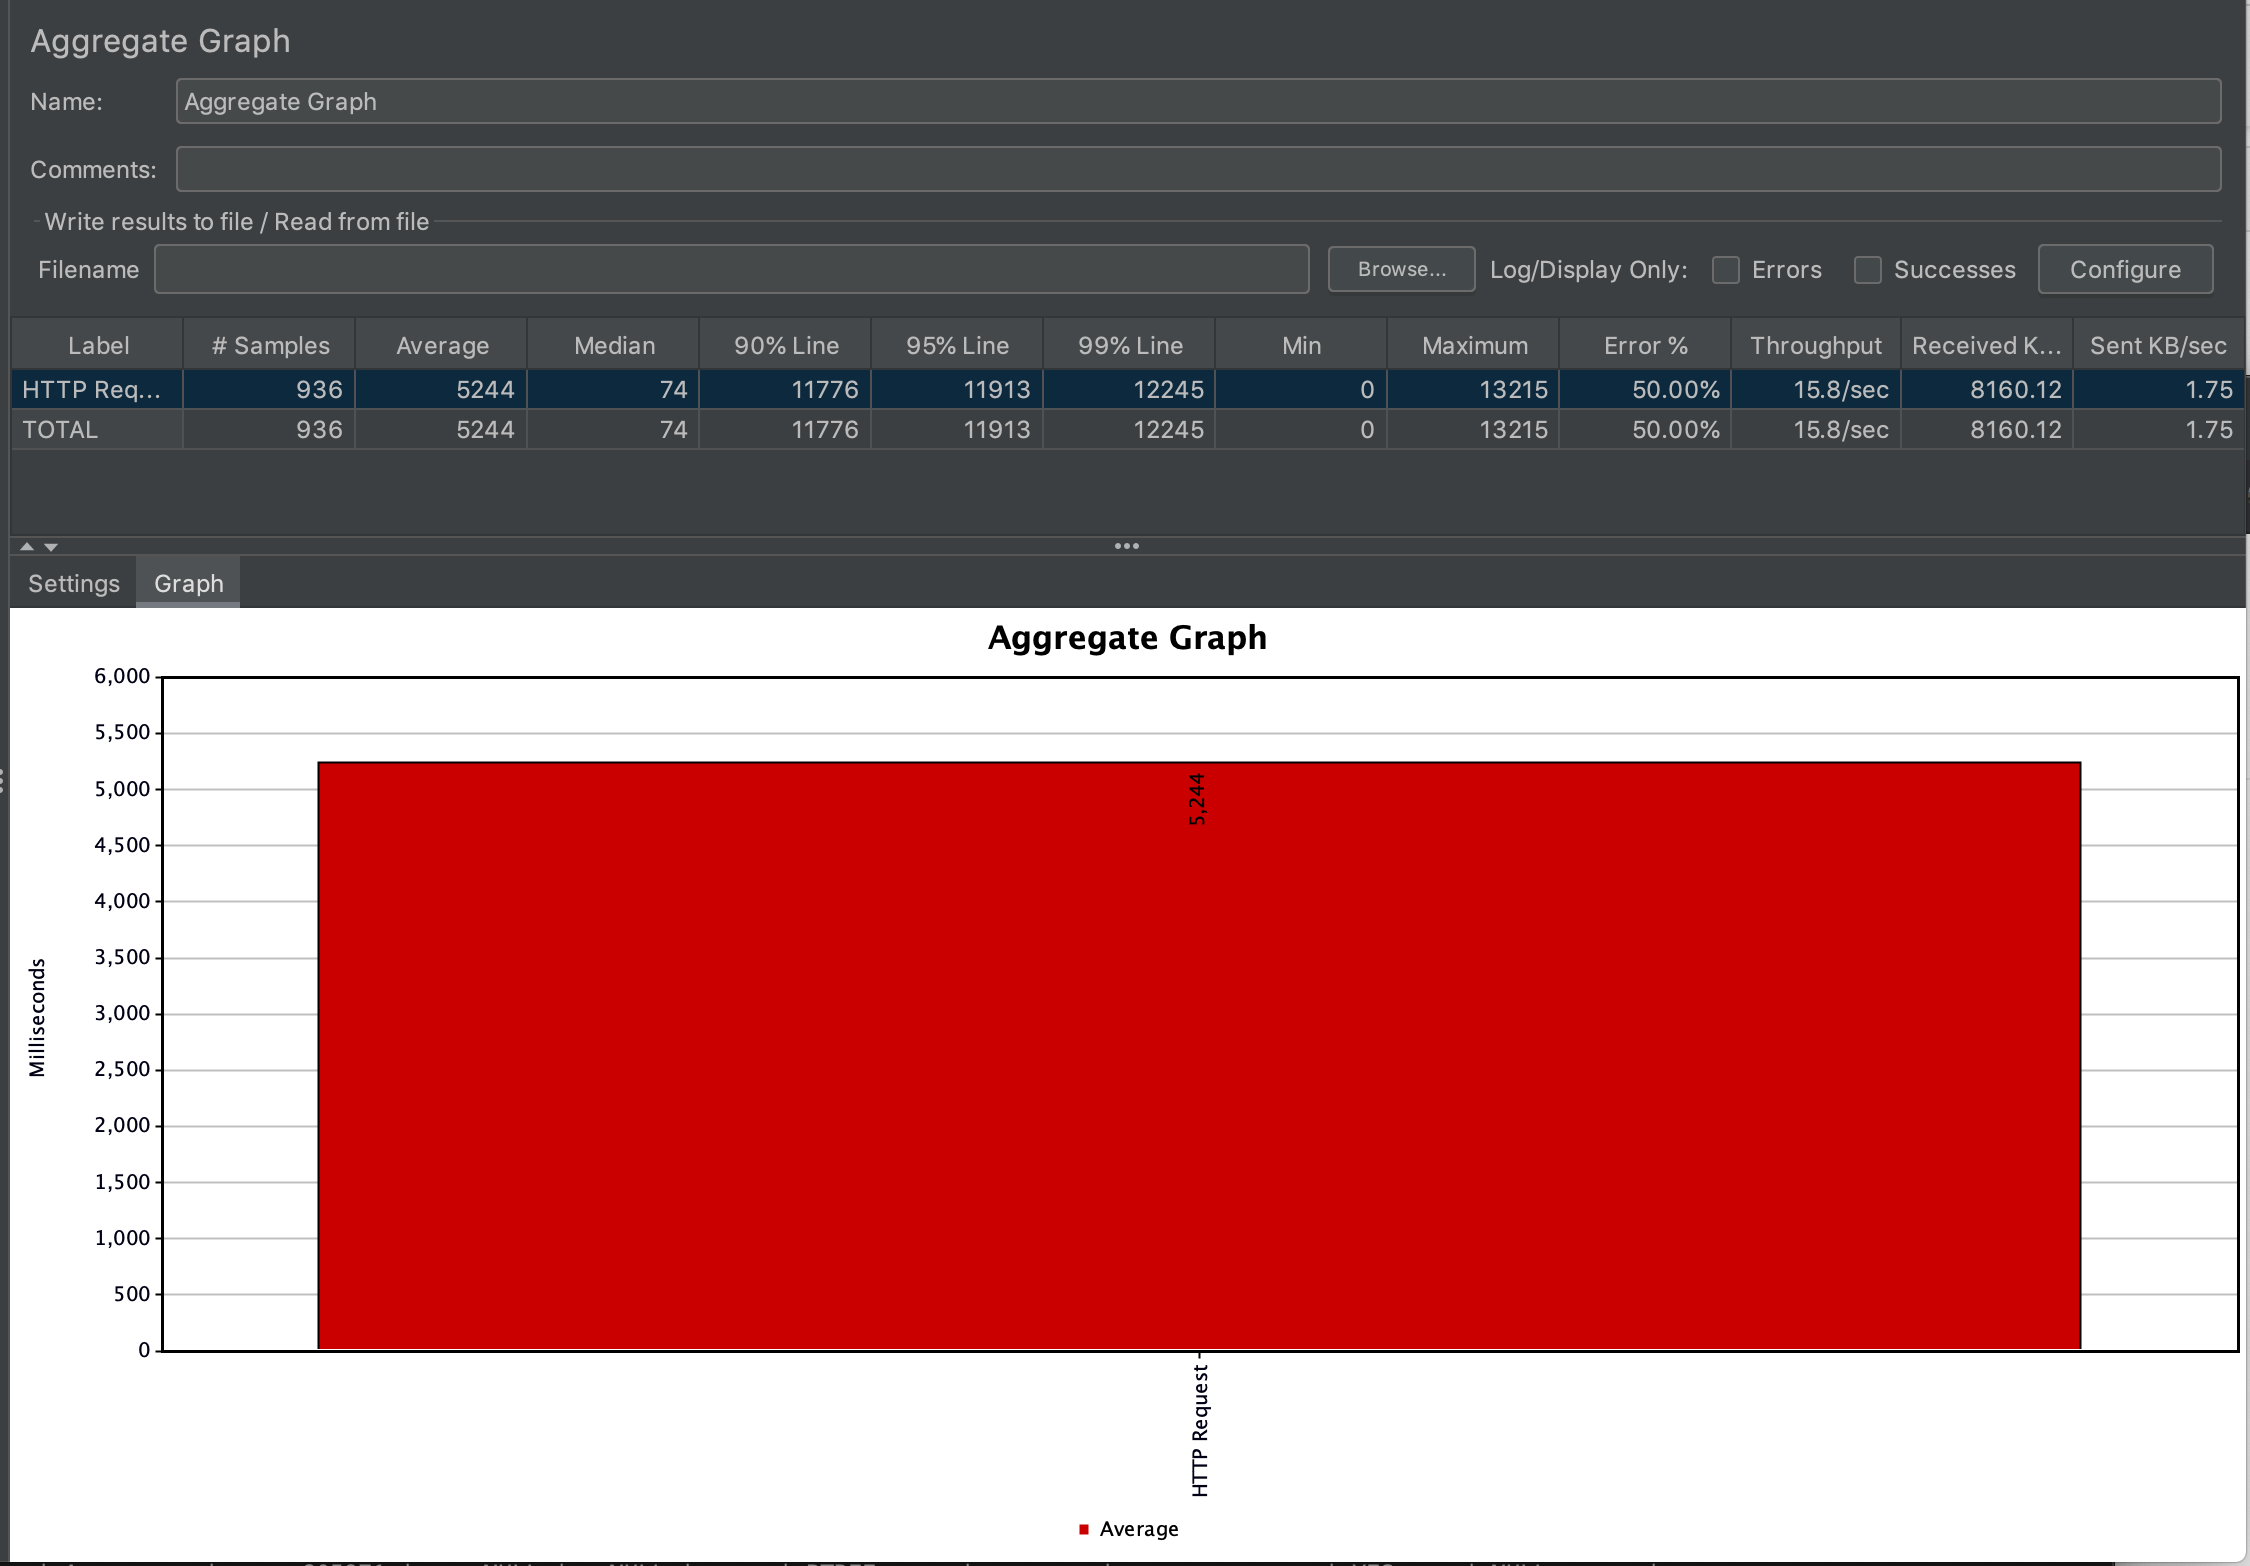 Aggregate Graph
Name: Aggregate Graph
Comments:
Write results to file / Read from file
Filename Browse... Log/Display Only: Errors Successes Configure
Label # Samples Average Median 90% Line 95% Line 99% Line Min Maximum Error % Throughput Received K... Sent KB/sec
HTTP Req... 936 5244 74 11776 11913 12245 0 13215 50.00% 15.8/sec 8160.12 1.75
TOTAL 936 5244 74 11776 11913 12245 0 13215 50.00% 15.8/sec 8160.12 1.75
Settings Graph
Aggregate Graph
6,000
5,500
5,000
4,500
4,000
3,500
3,000
2,500
2,000
1,500
1,000
500
0
Milliseconds
5,244
HTTP Request
Average